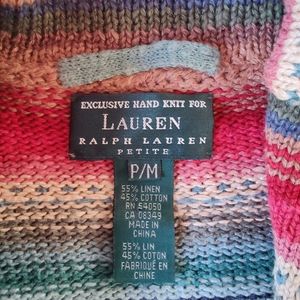 EXCLUSIVE HAND KNIT FOR
LAUREN
RALPH LAUREN
PETITE
P/M
55% LINEN
45% COTTON
RN 54050
CA 08349
MADE IN
CHINA
55% LIN
45% COTON
FABRIQUÉ EN
CHINE